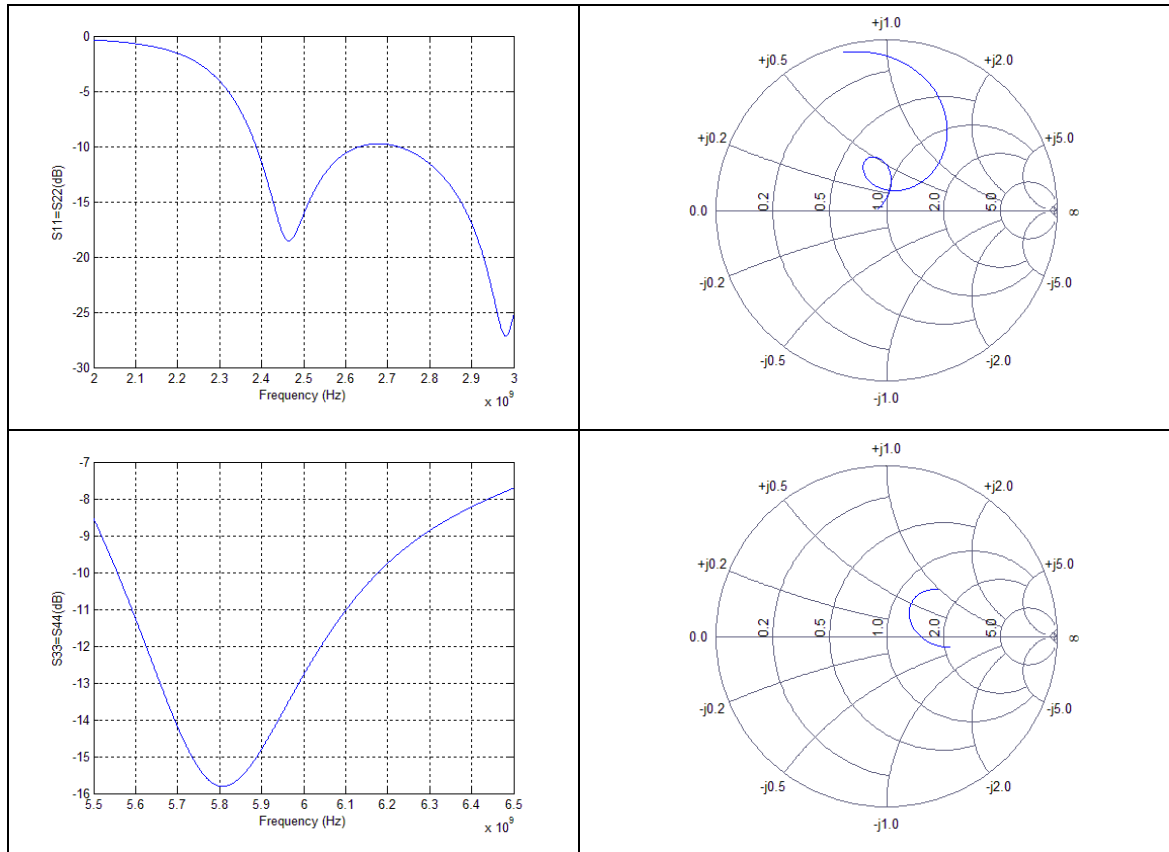 0
-5
-10
-15
-20
-25
-30
S11=S22(dB)
2 2.1 2.2 2.3 2.4 2.5 2.6 2.7 2.8 2.9 3
Frequency (Hz)
x 10^9
+j1.0
+j0.5 +j2.0
+j0.2 +j5.0
0.0 0.2 0.5 1.0 2.0 5.0 ∞
-j0.2 -j5.0
-j0.5 -j2.0
-j1.0
-7
-8
-9
-10
-11
-12
-13
-14
-15
-16
S33=S44(dB)
5.5 5.6 5.7 5.8 5.9 6 6.1 6.2 6.3 6.4 6.5
Frequency (Hz)
x 10^9
+j1.0
+j0.5 +j2.0
+j0.2 +j5.0
0.0 0.2 0.5 1.0 2.0 5.0 ∞
-j0.2 -j5.0
-j0.5 -j2.0
-j1.0